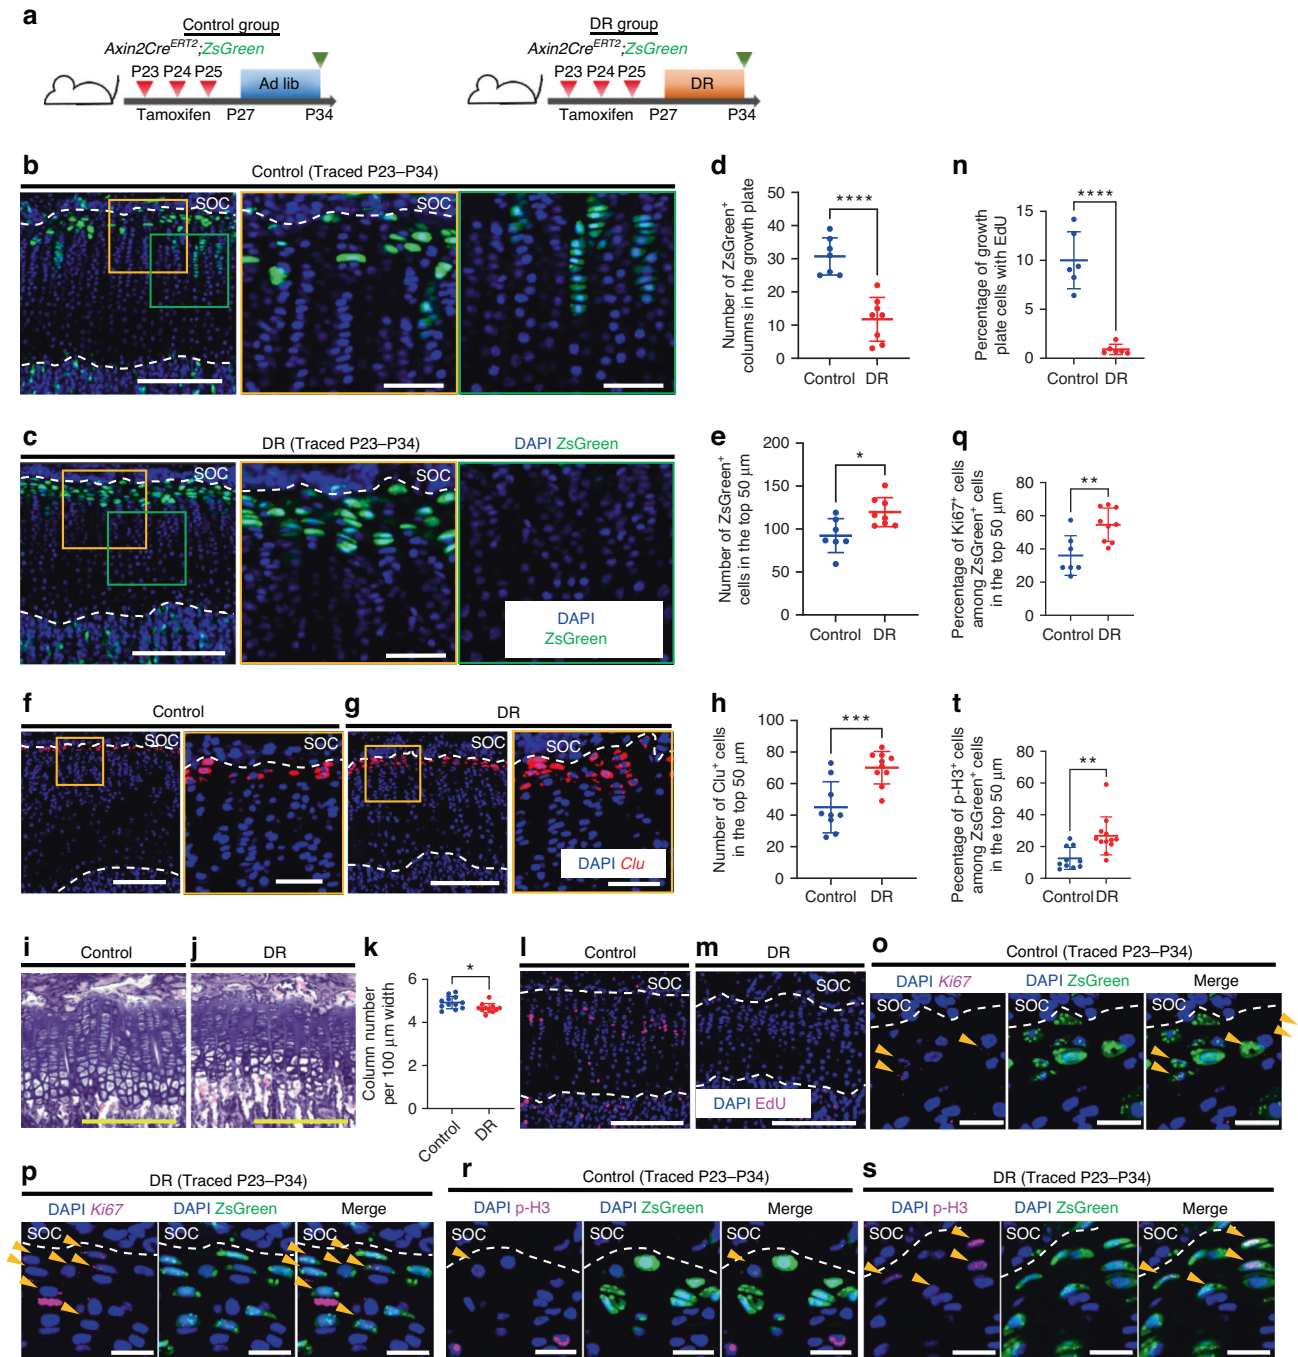 a
Control group
Axin2Cre^ERT2;ZsGreen
P23 P24 P25
Ad lib
Tamoxifen P27 P34
DR group
Axin2Cre^ERT2;ZsGreen
P23 P24 P25
DR
Tamoxifen P27 P34
b
Control (Traced P23–P34)
SOC
SOC
c
DR (Traced P23–P34)
DAPI ZsGreen
SOC
SOC
DAPI
ZsGreen
d
Number of ZsGreen+
columns in the growth plate
50
40
30
20
10
0
****
Control DR
n
Percentage of growth
plate cells with EdU
15
10
5
0
****
Control DR
e
Number of ZsGreen+
cells in the top 50 μm
200
150
100
50
0
*
Control DR
q
Percentage of Ki67+ cells
among ZsGreen+ cells
in the top 50 μm
80
60
40
20
0
**
Control DR
f
Control
SOC
SOC
g
DR
SOC
SOC
DAPI Clu
h
Number of Clu+ cells
in the top 50 μm
100
80
60
40
20
0
***
Control DR
t
Pecentage of p-H3+ cells
among ZsGreen+ cells
in the top 50 μm
80
60
40
20
0
**
Control DR
i
Control
j
DR
k
Column number
per 100 μm width
6
4
2
0
*
Control
DR
l
Control
SOC
m
DR
SOC
DAPI EdU
o
Control (Traced P23–P34)
DAPI Ki67
DAPI ZsGreen
Merge
SOC
SOC
SOC
p
DR (Traced P23–P34)
DAPI Ki67
DAPI ZsGreen
Merge
SOC
SOC
SOC
r
Control (Traced P23–P34)
DAPI p-H3
DAPI ZsGreen
Merge
SOC
SOC
SOC
s
DR (Traced P23–P34)
DAPI p-H3
DAPI ZsGreen
Merge
SOC
SOC
SOC